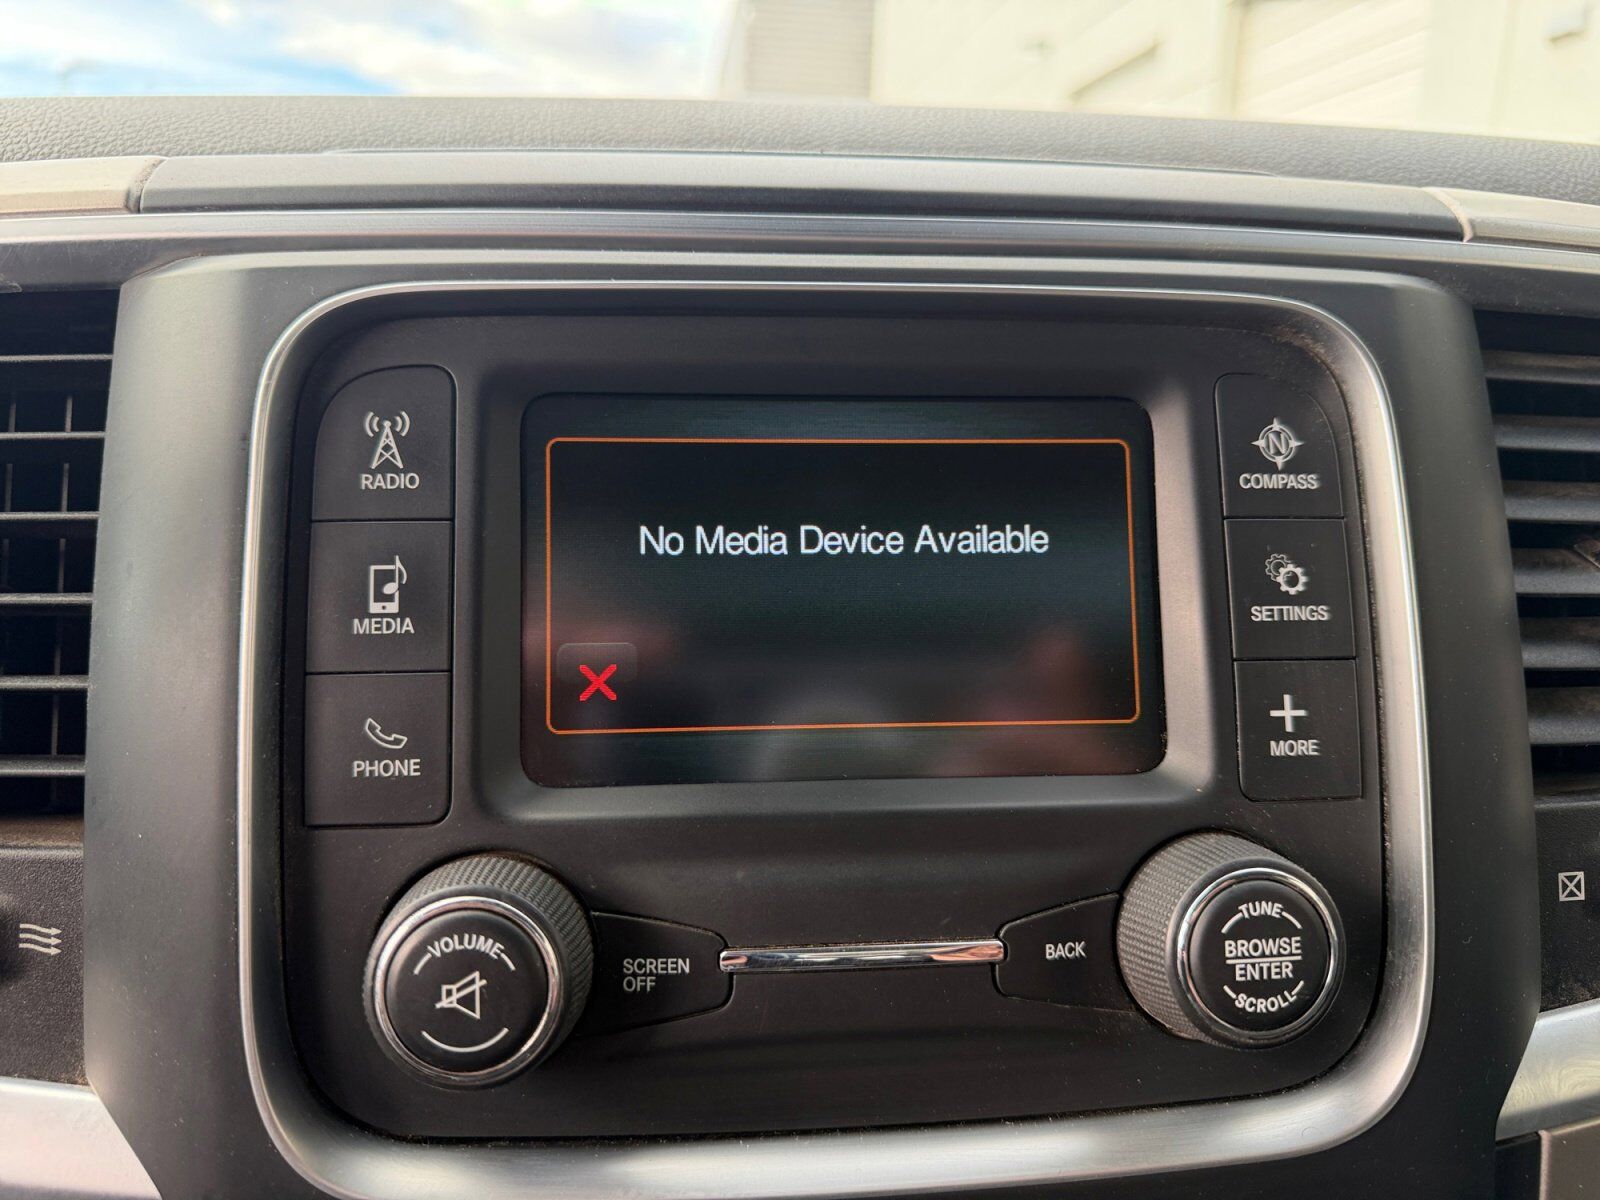 RADIO
MEDIA
PHONE
No Media Device Available
N
COMPASS
SETTINGS
MORE
VOLUME
SCREEN
OFF
BACK
TUNE
BROWSE
ENTER
SCROLL